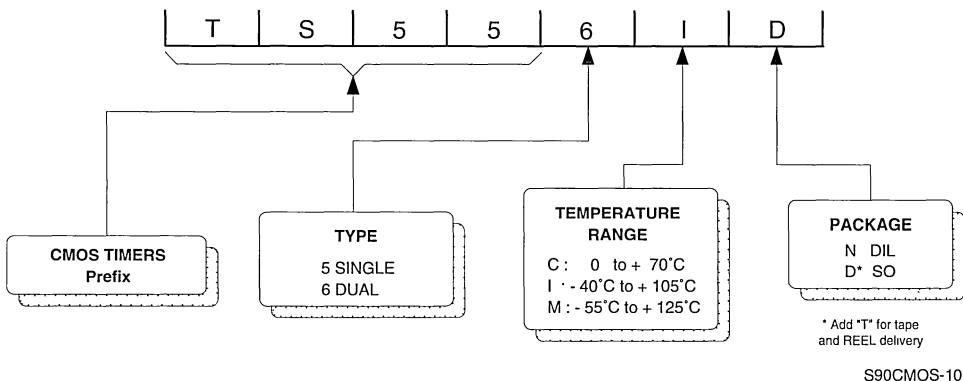 T S 5 5 6 I D
CMOS TIMERS
Prefix
TYPE
5 SINGLE
6 DUAL
TEMPERATURE
RANGE
C : 0 to + 70°C
I : - 40°C to + 105°C
M : - 55°C to + 125°C
PACKAGE
N DIL
D* SO
* Add "T" for tape
and REEL delivery
S90CMOS-10